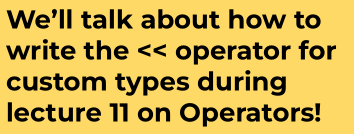 We’ll talk about how to
write the << operator for
custom types during
lecture 11 on Operators!